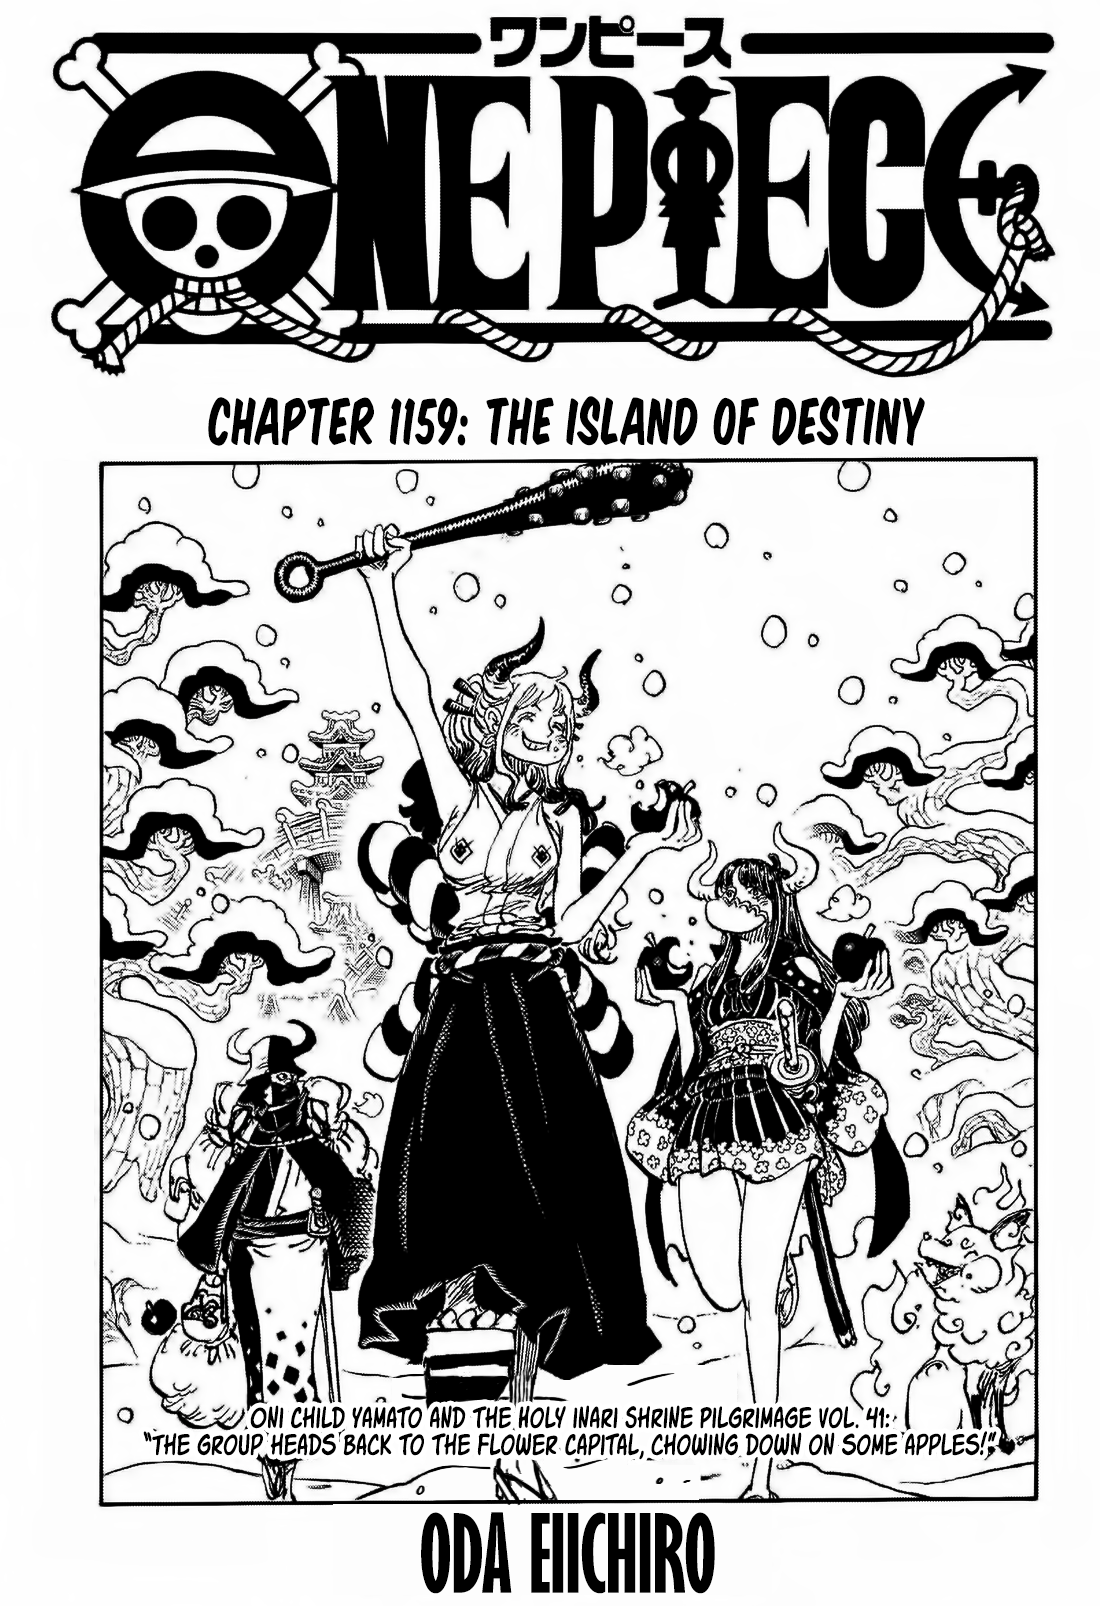 ワンピース
ONE PIECE
CHAPTER 1159: THE ISLAND OF DESTINY
ONI CHILD YAMATO AND THE HOLY INARI SHRINE PILGRIMAGE VOL. 41:
"THE GROUP HEADS BACK TO THE FLOWER CAPITAL, CHOWING DOWN ON SOME APPLES!"
ODA EIICHIRO